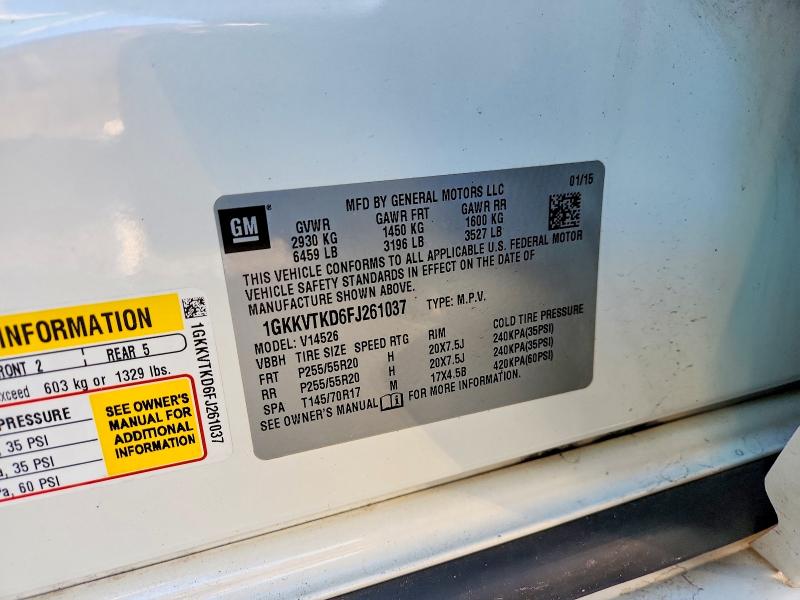 MFD BY GENERAL MOTORS LLC 01/15
GM
GVWR GAWR FRT GAWR RR
2930 KG 1450 KG 1600 KG
6459 LB 3196 LB 3527 LB
THIS VEHICLE CONFORMS TO ALL APPLICABLE U.S. FEDERAL MOTOR
VEHICLE SAFETY STANDARDS IN EFFECT ON THE DATE OF
MANUFACTURE SHOWN ABOVE.
1GKKVTKD6FJ261037 TYPE: M.P.V.
MODEL: V14526
VBBH TIRE SIZE SPEED RTG RIM COLD TIRE PRESSURE
FRT P255/55R20 H 20X7.5J 240KPA(35PSI)
RR P255/55R20 H 20X7.5J 240KPA(35PSI)
SPA T145/70R17 M 17X4.5B 420KPA(60PSI)
SEE OWNER'S MANUAL FOR MORE INFORMATION.
INFORMATION
FRONT 2 REAR 5
exceed 603 kg or 1329 lbs.
PRESSURE
, 35 PSI
a, 35 PSI
Pa, 60 PSI
SEE OWNER'S
MANUAL FOR
ADDITIONAL
INFORMATION
1GKKVTKD6FJ261037